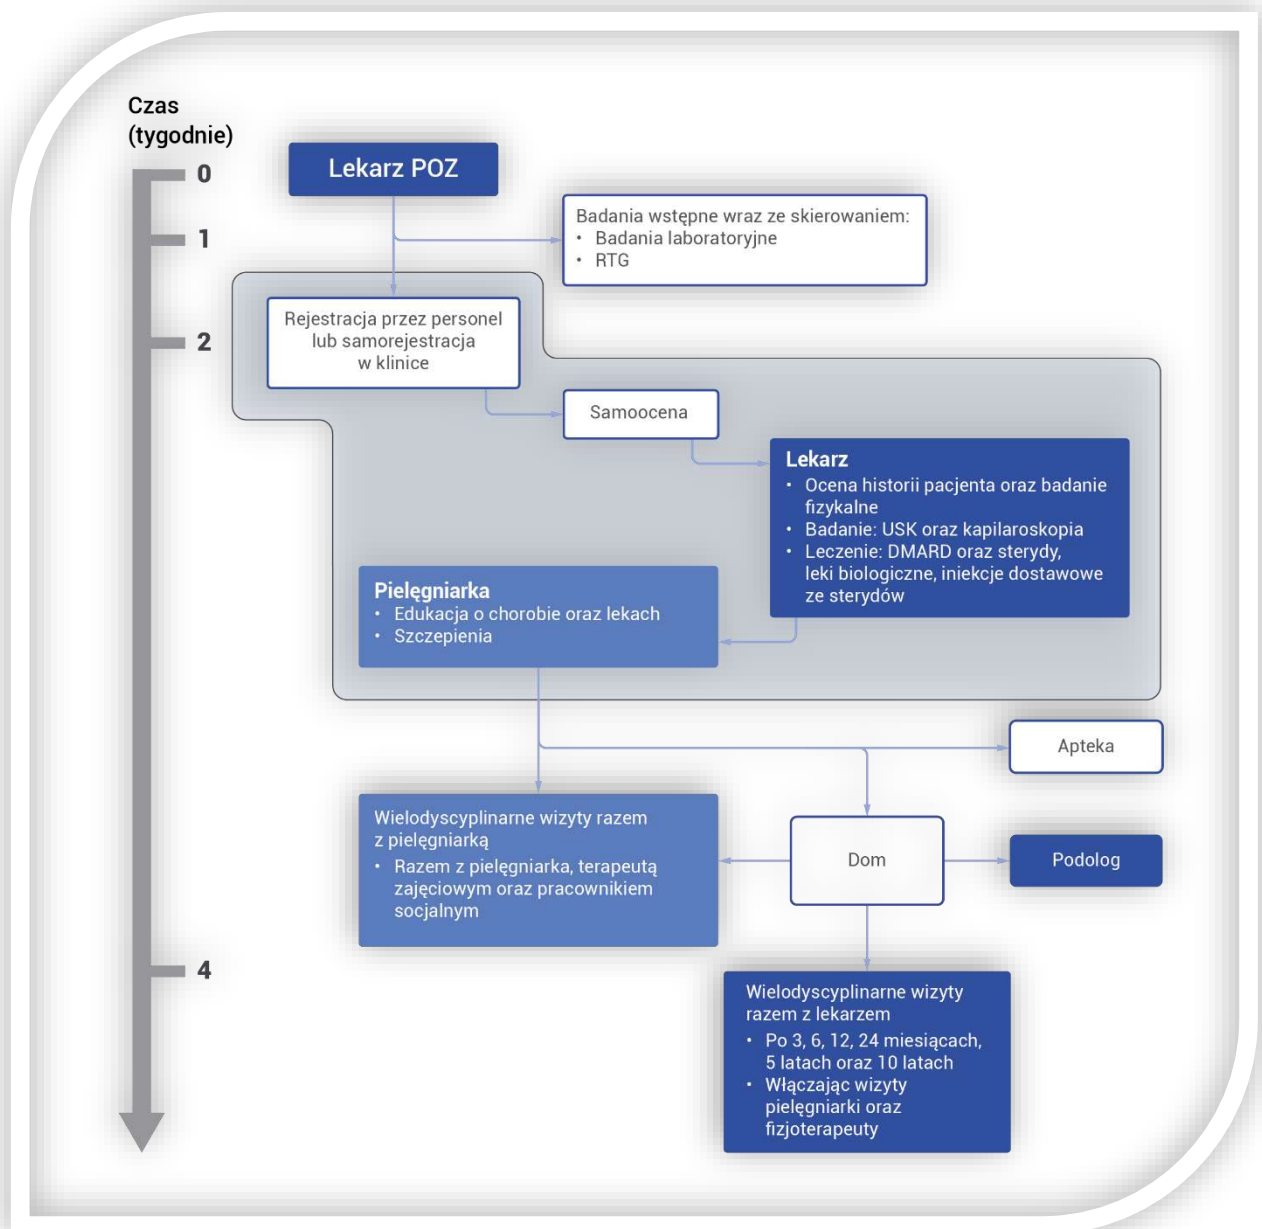 Czas
(tygodnie)
0
Lekarz POZ
1
Badania wstępne wraz ze skierowaniem:
• Badania laboratoryjne
• RTG
2
Rejestracja przez personel
lub samorejestracja
w klinice
Samoocena
Lekarz
• Ocena historii pacjenta oraz badanie
fizykalne
• Badanie: USK oraz kapilaroskopia
• Leczenie: DMARD oraz sterydy,
leki biologiczne, iniekcje dostawowe
ze sterydów
Pielęgniarka
• Edukacja o chorobie oraz lekach
• Szczepienia
Apteka
Wielodyscyplinarne wizyty razem
z pielęgniarką
• Razem z pielęgniarka, terapeutą
zajęciowym oraz pracownikiem
socjalnym
Dom
Podolog
4
Wielodyscyplinarne wizyty
razem z lekarzem
• Po 3, 6, 12, 24 miesiącach,
5 latach oraz 10 latach
• Włączając wizyty
pielęgniarki oraz
fizjoterapeuty